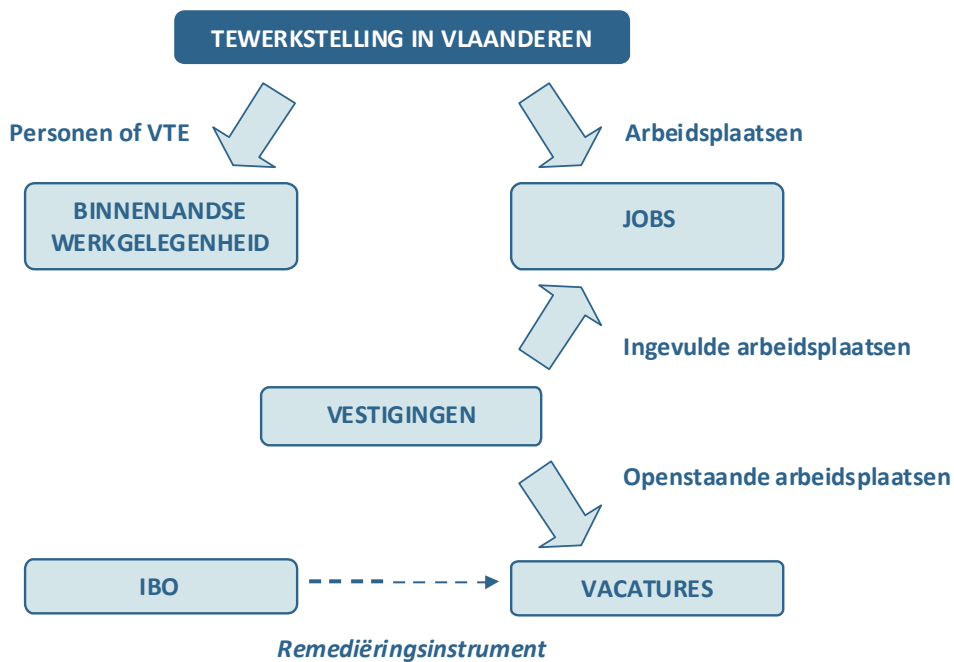 TEWERKSTELLING IN VLAANDEREN
Personen of VTE
Arbeidsplaatsen
BINNENLANDSE
WERKGELEGENHEID
JOBS
Ingevulde arbeidsplaatsen
VESTIGINGEN
Openstaande arbeidsplaatsen
IBO
VACATURES
Remediëringsinstrument